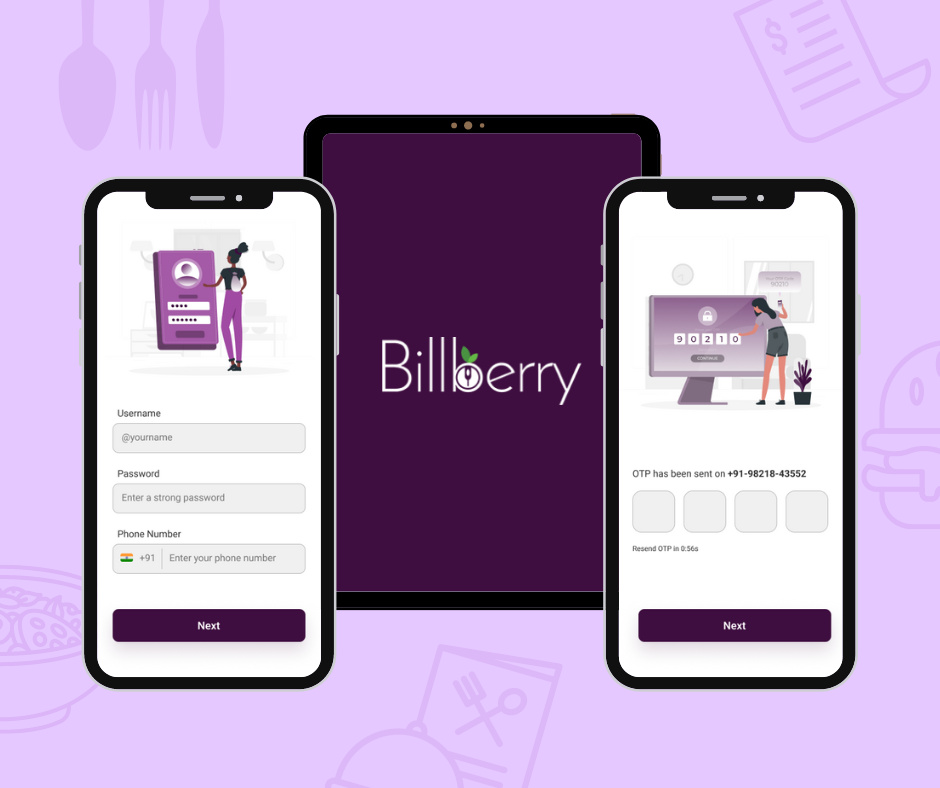 $
Username
@yourname
Password
Enter a strong password
Phone Number
+91 Enter your phone number
Next
Billberry
90210
9 0 2 1 0
CONTINUE
OTP has been sent on +91-98218-43552
Resend OTP in 0:56s
Next